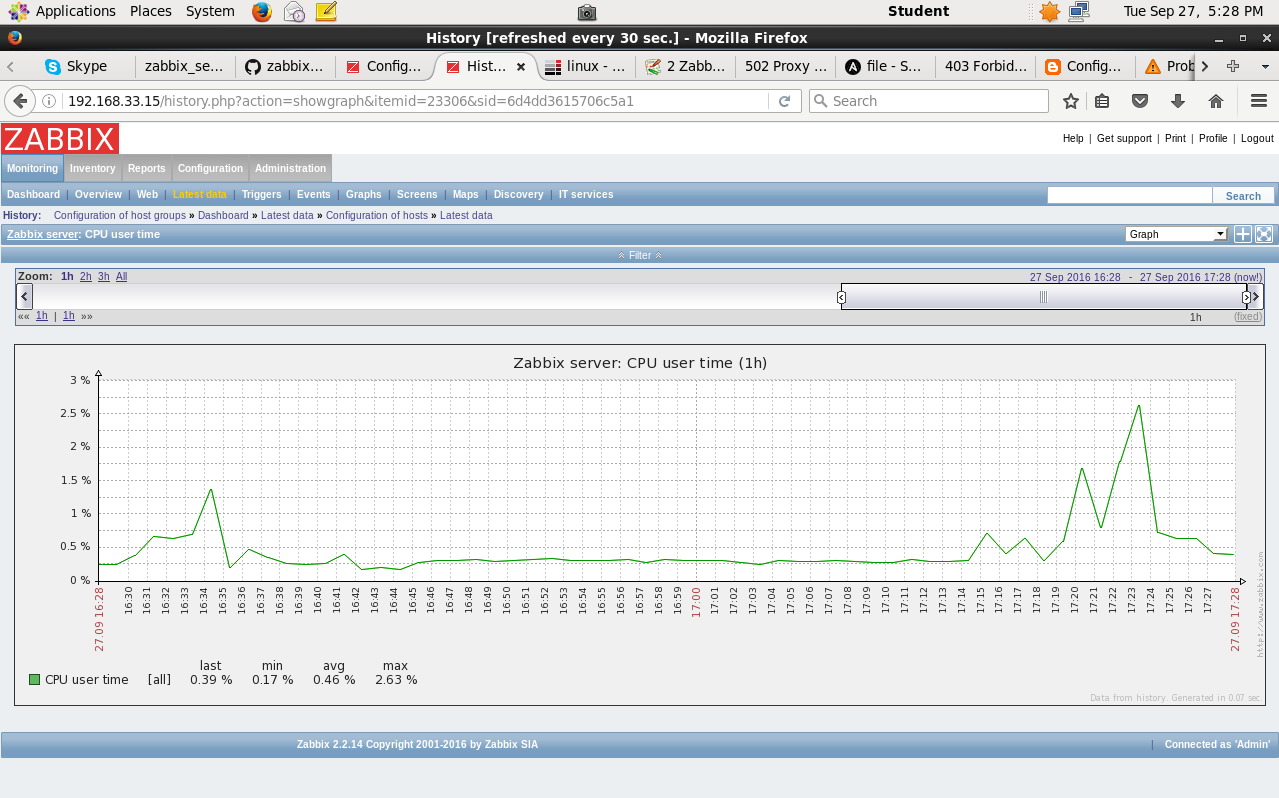 Applications Places System Student Tue Sep 27, 5:28 PM
History [refreshed every 30 sec.] - Mozilla Firefox
Skype zabbix_se... zabbix... Config... Hist... linux - ... 2 Zabb... 502 Proxy ... file - S... 403 Forbid... Config... Prob
192.168.33.15/history.php?action=showgraph&itemid=23306&sid=6d4dd3615706c5a1 Search
ZABBIX
Help | Get support | Print | Profile | Logout
Monitoring Inventory Reports Configuration Administration
Dashboard | Overview | Web | Latest data | Triggers | Events | Graphs | Screens | Maps | Discovery | IT services Search
History: Configuration of host groups » Dashboard » Latest data » Configuration of hosts » Latest data
Zabbix server: CPU user time Graph
Filter
Zoom: 1h 2h 3h All 27 Sep 2016 16:28 - 27 Sep 2016 17:28 (now!)
«« 1h | 1h »» 1h (fixed)
Zabbix server: CPU user time (1h)
3 %
2.5 %
2 %
1.5 %
1 %
0.5 %
0 %
27.09 16:28 16:30 16:31 16:32 16:33 16:34 16:35 16:36 16:37 16:38 16:39 16:40 16:41 16:42 16:43 16:44 16:45 16:46 16:47 16:48 16:49 16:50 16:51 16:52 16:53 16:54 16:55 16:56 16:57 16:58 16:59 17:00 17:01 17:02 17:03 17:04 17:05 17:06 17:07 17:08 17:09 17:10 17:11 17:12 17:13 17:14 17:15 17:16 17:17 17:18 17:19 17:20 17:21 17:22 17:23 17:24 17:25 17:26 17:27 27.09 17:28
http://www.zabbix.com
last min avg max
CPU user time [all] 0.39 % 0.17 % 0.46 % 2.63 %
Data from history. Generated in 0.07 sec.
Zabbix 2.2.14 Copyright 2001-2016 by Zabbix SIA | Connected as 'Admin'